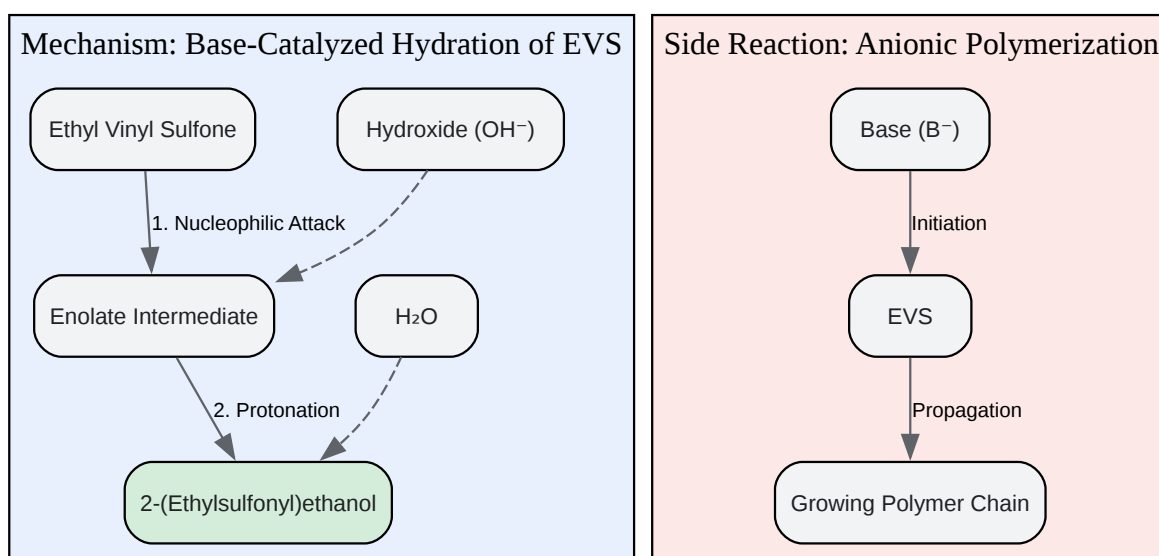 Mechanism: Base-Catalyzed Hydration of EVS
Ethyl Vinyl Sulfone
Hydroxide (OH⁻)
1. Nucleophilic Attack
Enolate Intermediate
H₂O
2. Protonation
2-(Ethylsulfonyl)ethanol
Side Reaction: Anionic Polymerization
Base (B⁻)
Initiation
EVS
Propagation
Growing Polymer Chain